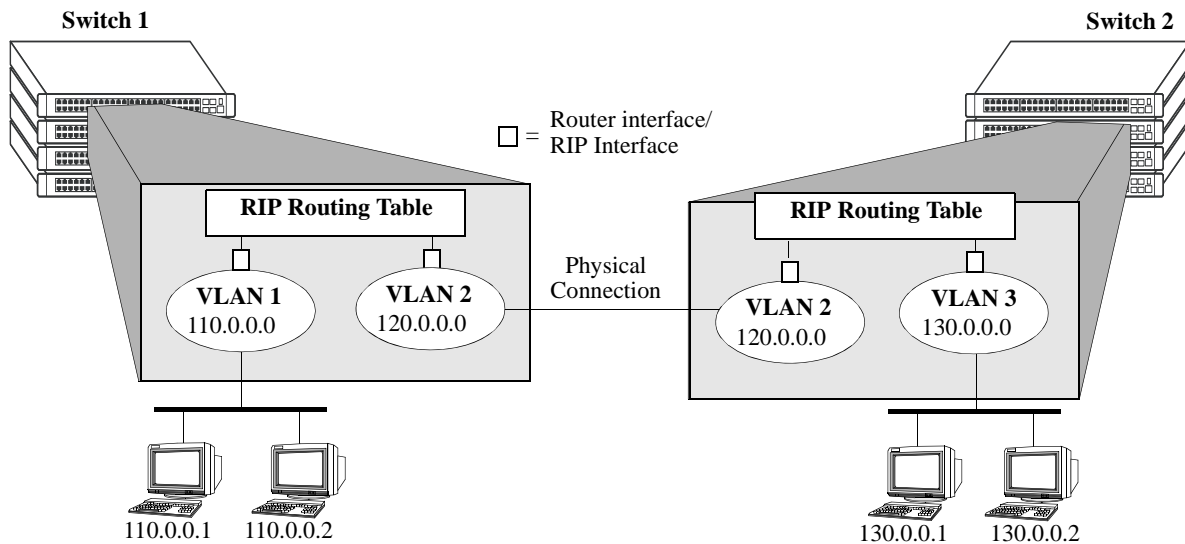 Switch 1
Switch 2
= Router interface/
RIP Interface
RIP Routing Table
RIP Routing Table
VLAN 1
110.0.0.0
VLAN 2
120.0.0.0
Physical
Connection
VLAN 2
120.0.0.0
VLAN 3
130.0.0.0
110.0.0.1
110.0.0.2
130.0.0.1
130.0.0.2